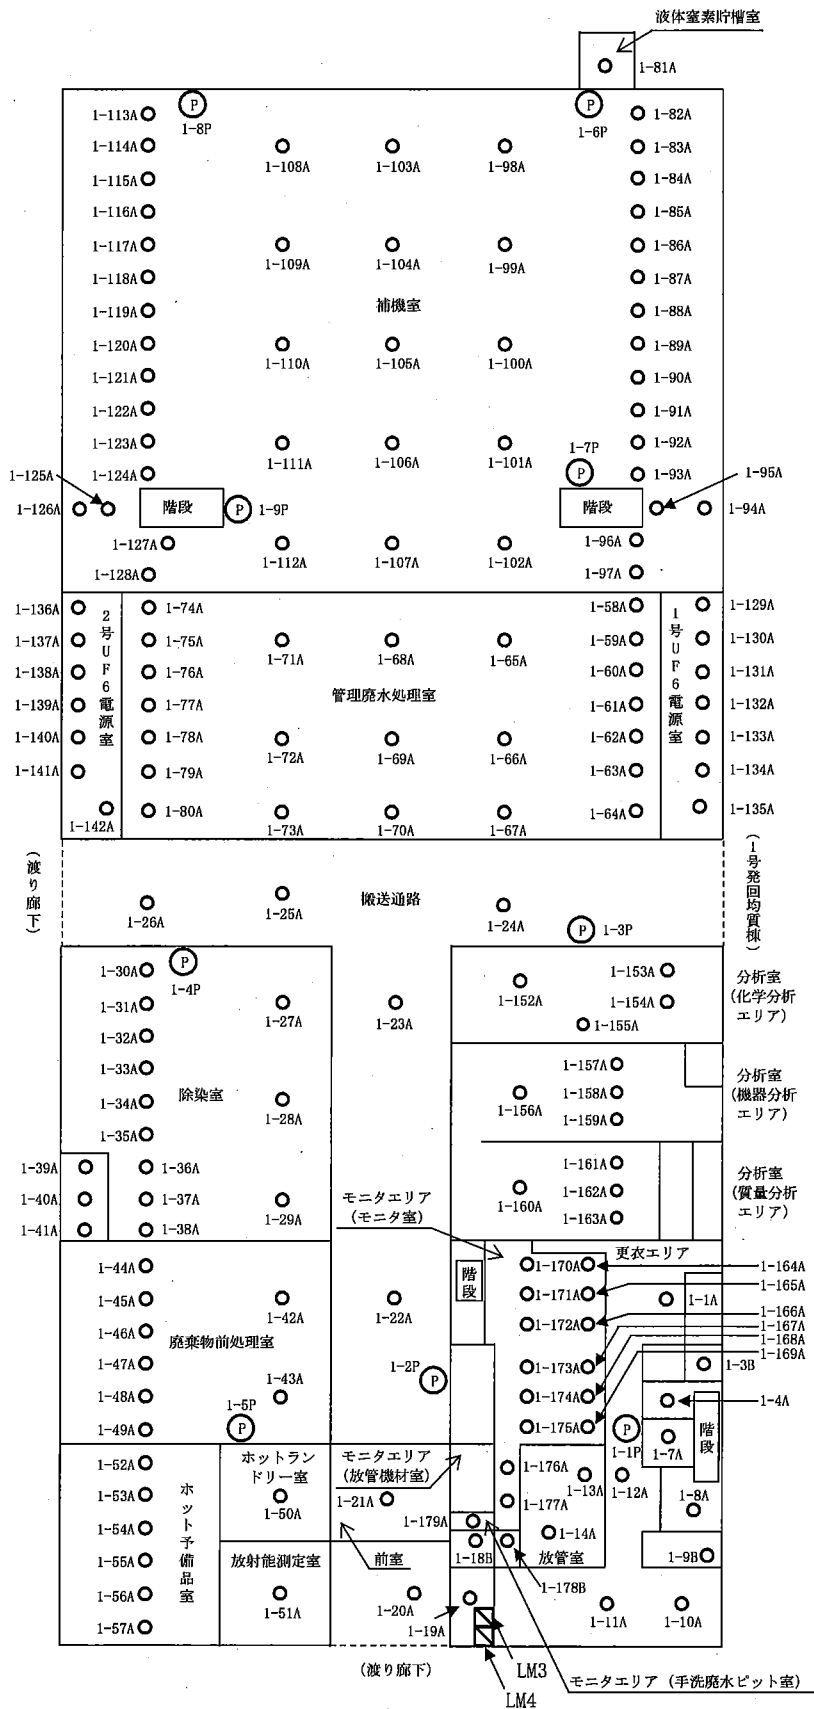 液体窒素貯槽室
1-81A
P
P
1-113A
1-8P
1-6P
1-82A
1-114A
1-108A
1-103A
1-98A
1-83A
1-115A
1-84A
1-116A
1-85A
1-117A
1-109A
1-104A
1-99A
1-86A
1-118A
1-87A
補機室
1-119A
1-88A
1-120A
1-110A
1-105A
1-100A
1-89A
1-121A
1-90A
1-122A
1-91A
1-123A
1-111A
1-106A
1-101A
1-7P
1-92A
1-125A
1-124A
P
1-93A
1-95A
1-126A
階段
P
1-9P
階段
1-94A
1-127A
1-112A
1-107A
1-102A
1-96A
1-128A
1-97A
1-136A
1-74A
1-58A
1-129A
2号UF6電源室
1号UF6電源室
1-137A
1-75A
1-71A
1-68A
1-65A
1-59A
1-130A
1-138A
1-76A
1-60A
1-131A
管理廃水処理室
1-139A
1-77A
1-61A
1-132A
1-140A
1-78A
1-72A
1-69A
1-66A
1-62A
1-133A
1-141A
1-79A
1-63A
1-134A
1-142A
1-80A
1-73A
1-70A
1-67A
1-64A
1-135A
(渡り廊下)
(1号発回均質棟)
搬送通路
1-26A
1-25A
1-24A
P
1-3P
1-30A
P
1-4P
1-153A
分析室
(化学分析
エリア)
1-31A
1-27A
1-23A
1-152A
1-154A
1-155A
1-32A
1-33A
除染室
1-157A
分析室
(機器分析
エリア)
1-34A
1-28A
1-156A
1-158A
1-35A
1-159A
1-39A
1-36A
1-161A
分析室
(質量分析
エリア)
1-40A
1-37A
1-29A
1-160A
1-162A
1-41A
1-38A
1-163A
モニタエリア
(モニタ室)
更衣エリア
1-44A
階段
1-170A
1-164A
1-45A
1-42A
1-22A
1-171A
1-1A
1-165A
1-46A
1-172A
1-166A
廃棄物前処理室
1-167A
1-168A
1-169A
1-47A
1-43A
1-2P
P
1-173A
1-3B
1-48A
1-5P
1-174A
1-4A
1-49A
P
1-175A
P
1-1P
1-7A
階段
1-52A
ホットラン
ドリー室
モニタエリア
(放管機材室)
1-176A
1-13A
1-12A
1-53A
ホット予備品室
1-50A
1-21A
1-177A
1-8A
1-54A
1-179A
1-14A
1-55A
放射能測定室
前室
1-18B
放管室
1-9B
1-56A
1-51A
1-20A
1-178B
1-57A
1-19A
1-11A
1-10A
(渡り廊下)
LM3
LM4
モニタエリア (手洗廃水ピット室)